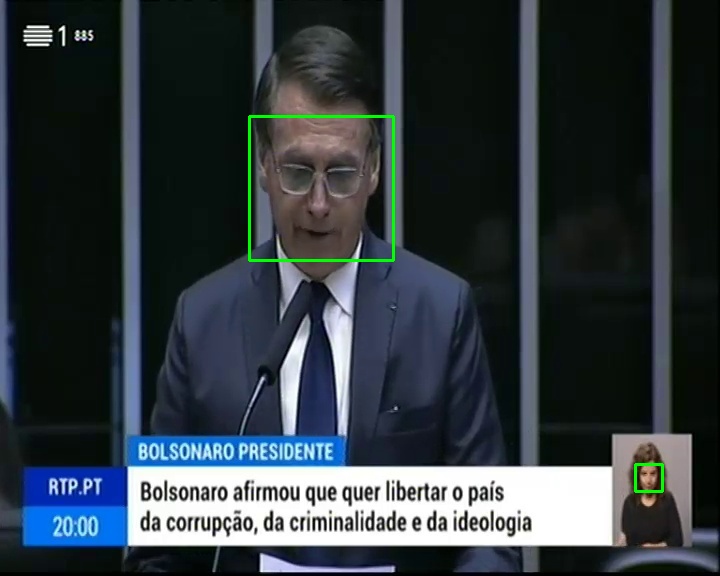 1 885
BOLSONARO PRESIDENTE
RTP.PT
20:00
Bolsonaro afirmou que quer libertar o país
da corrupção, da criminalidade e da ideologia